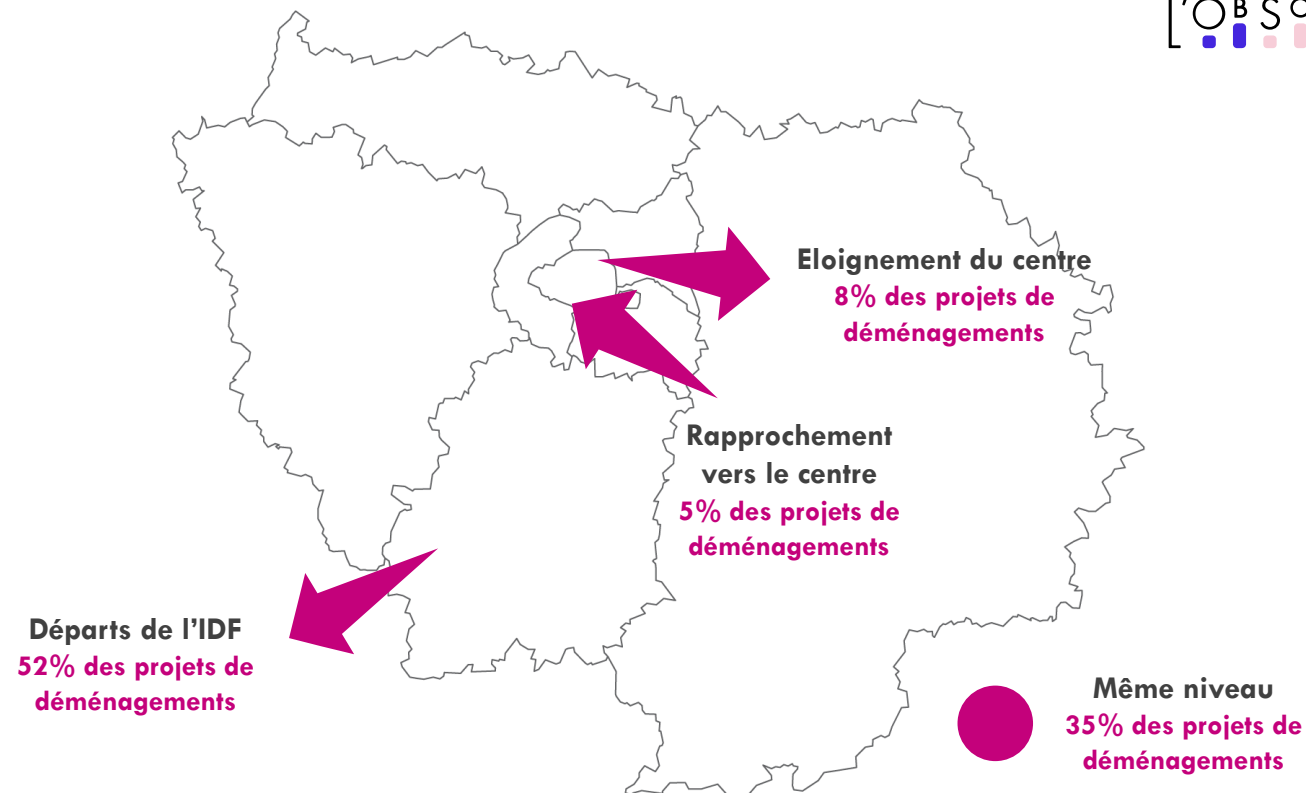 L'OBSO
Eloignement du centre
8% des projets de
déménagements
Rapprochement
vers le centre
5% des projets de
déménagements
Départs de l'IDF
52% des projets de
déménagements
Même niveau
35% des projets de
déménagements